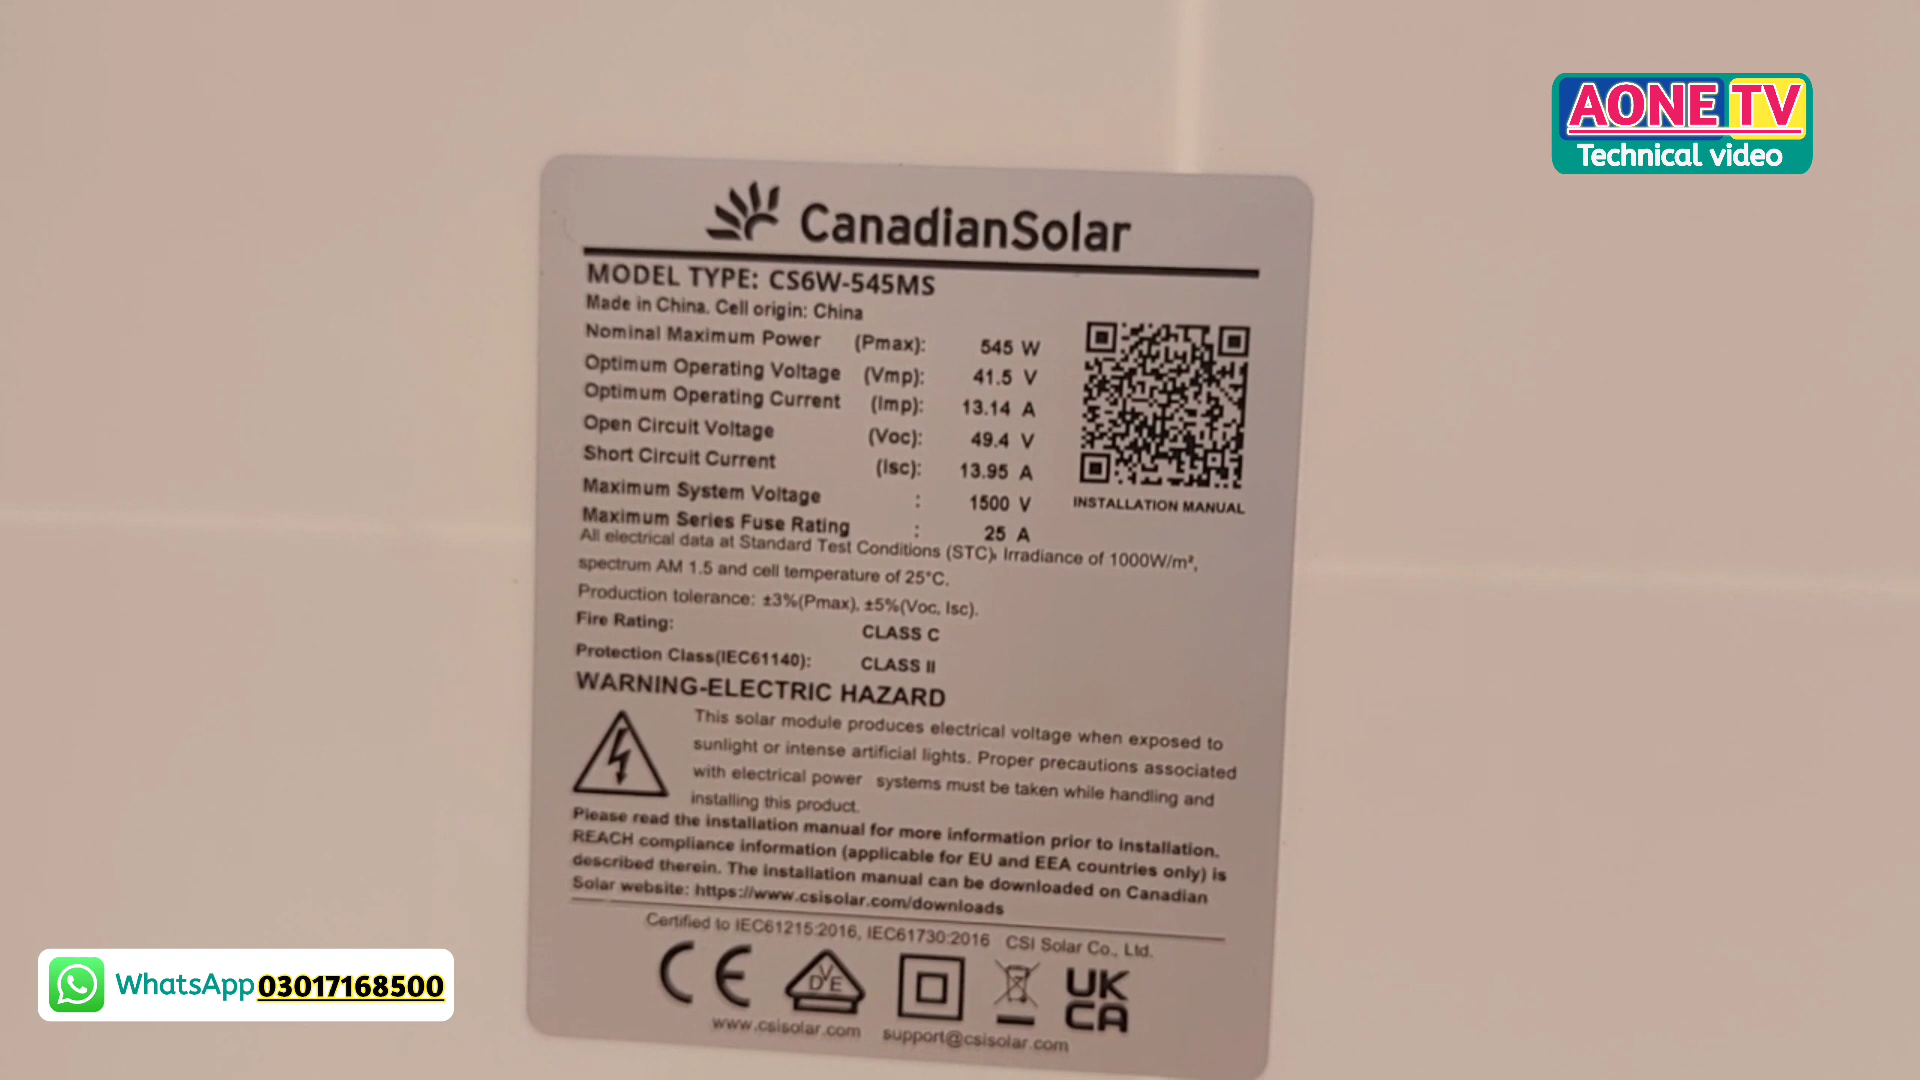 AONE TV
Technical video
CanadianSolar
MODEL TYPE: CS6W-545MS
Made in China. Cell origin: China
Nominal Maximum Power (Pmax): 545 W
Optimum Operating Voltage (Vmp): 41.5 V
Optimum Operating Current (Imp): 13.14 A
Open Circuit Voltage (Voc): 49.4 V
Short Circuit Current (Isc): 13.95 A
Maximum System Voltage : 1500 V
Maximum Series Fuse Rating : 25 A
INSTALLATION MANUAL
All electrical data at Standard Test Conditions (STC), Irradiance of 1000W/m²,
spectrum AM 1.5 and cell temperature of 25°C.
Production tolerance: ±3%(Pmax), ±5%(Voc, Isc).
Fire Rating: CLASS C
Protection Class(IEC61140): CLASS II
WARNING-ELECTRIC HAZARD
This solar module produces electrical voltage when exposed to
sunlight or intense artificial lights. Proper precautions associated
with electrical power systems must be taken while handling and
installing this product.
Please read the installation manual for more information prior to installation.
REACH compliance information (applicable for EU and EEA countries only) is
described therein. The installation manual can be downloaded on Canadian
Solar website: https://www.csisolar.com/downloads
Certified to IEC61215:2016, IEC61730:2016 CSI Solar Co., Ltd.
CE VDE UK CA
www.csisolar.com support@csisolar.com
WhatsApp 03017168500